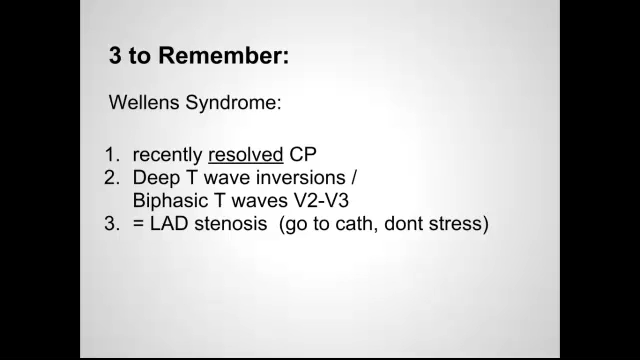 3 to Remember:
Wellens Syndrome:
1. recently resolved CP
2. Deep T wave inversions /
Biphasic T waves V2-V3
3. = LAD stenosis (go to cath, dont stress)